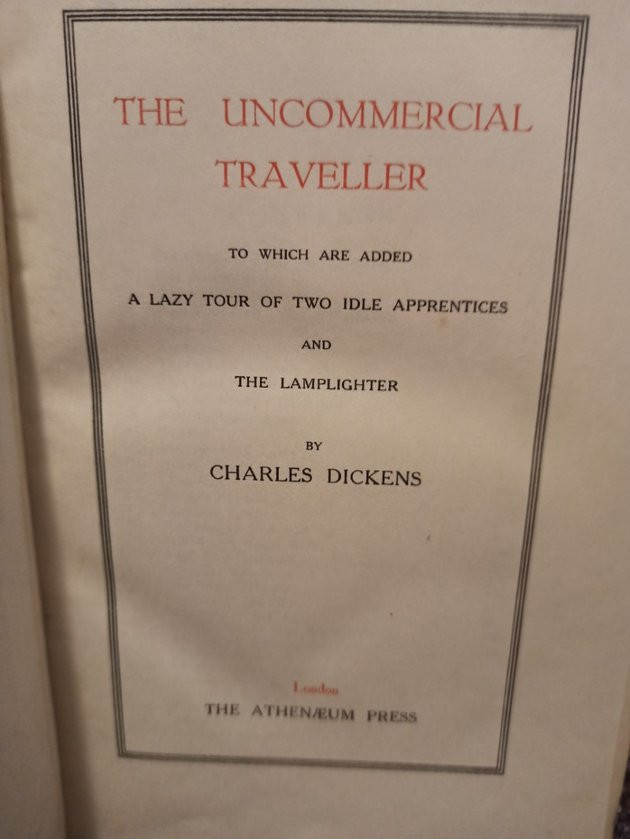 THE UNCOMMERCIAL
TRAVELLER
TO WHICH ARE ADDED
A LAZY TOUR OF TWO IDLE APPRENTICES
AND
THE LAMPLIGHTER
BY
CHARLES DICKENS
London
THE ATHENÆUM PRESS